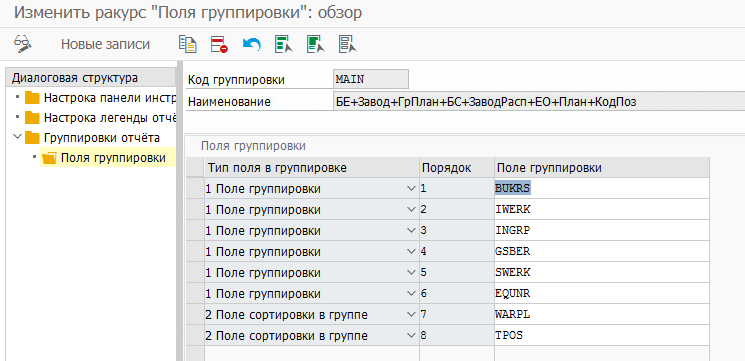 Изменить ракурс "Поля группировки": обзор
Новые записи
Диалоговая структура
Настрока панели инстр
Настрока легенды отчё
Группировки отчёта
Поля группировки
Код группировки MAIN
Наименование БЕ+Завод+ГрПлан+БС+ЗаводРасп+ЕО+План+КодПоз
Поля группировки
Тип поля в группировке Порядок Поле группировки
1 Поле группировки 1 BUKRS
1 Поле группировки 2 IWERK
1 Поле группировки 3 INGRP
1 Поле группировки 4 GSBER
1 Поле группировки 5 SWERK
1 Поле группировки 6 EQUNR
2 Поле сортировки в группе 7 WARPL
2 Поле сортировки в группе 8 TPOS